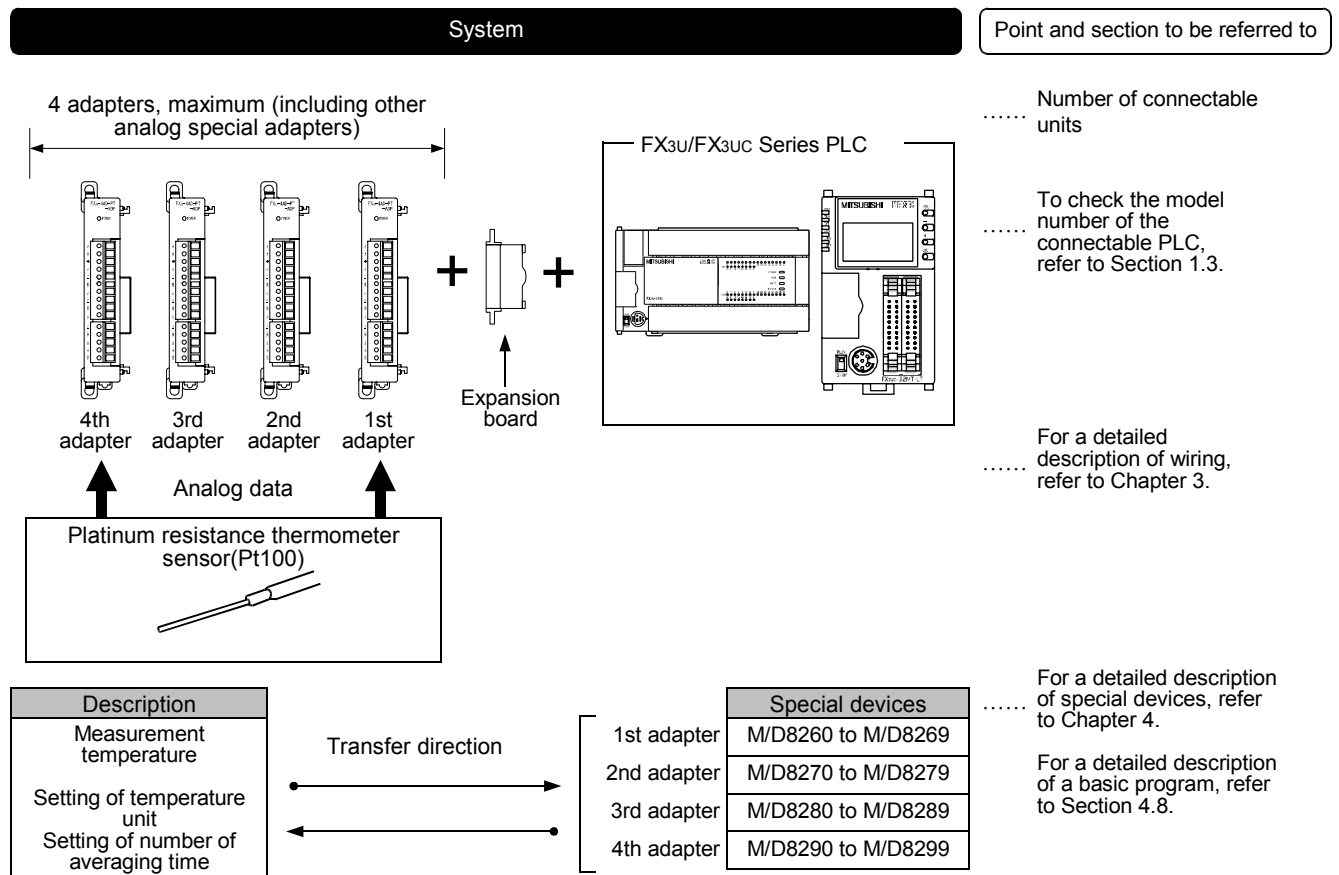 System
Point and section to be referred to
4 adapters, maximum (including other
analog special adapters)
FX3U/FX3UC Series PLC
MITSUBISHI
MITSUBISHI
Expansion
board
4th
adapter
3rd
adapter
2nd
adapter
1st
adapter
Analog data
Platinum resistance thermometer
sensor(Pt100)
...... Number of connectable
units
...... To check the model
number of the
connectable PLC,
refer to Section 1.3.
...... For a detailed
description of wiring,
refer to Chapter 3.
Description
Measurement
temperature
Setting of temperature
unit
Setting of number of
averaging time
Transfer direction
Special devices
1st adapter M/D8260 to M/D8269
2nd adapter M/D8270 to M/D8279
3rd adapter M/D8280 to M/D8289
4th adapter M/D8290 to M/D8299
...... For a detailed description
of special devices, refer
to Chapter 4.
For a detailed description
of a basic program, refer
to Section 4.8.